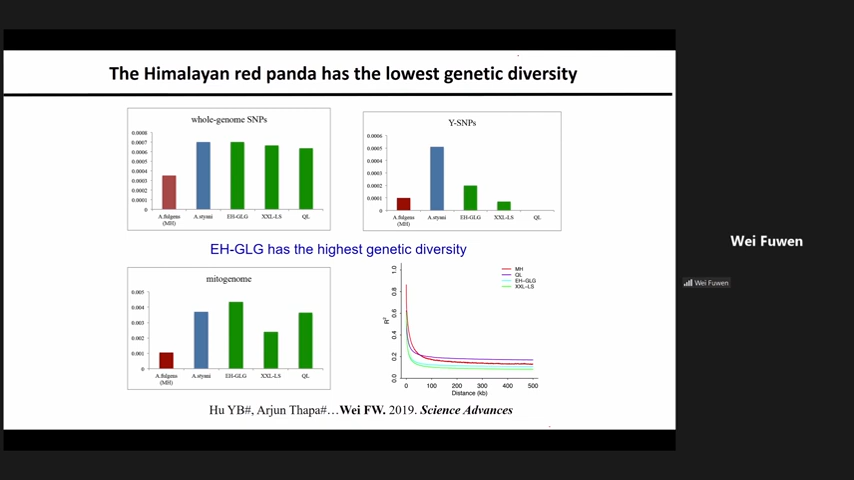 The Himalayan red panda has the lowest genetic diversity
whole-genome SNPs
0.0008
0.0007
0.0006
0.0005
0.0004
0.0003
0.0002
0.0001
0
A.fulgens (MH)
A.styani
EH-GLG
XXL-LS
QL
Y-SNPs
0.0006
0.0005
0.0004
0.0003
0.0002
0.0001
0
A.fulgens (MH)
A.styani
EH-GLG
XXL-LS
QL
EH-GLG has the highest genetic diversity
mitogenome
0.005
0.004
0.003
0.002
0.001
0
A.fulgens (MH)
A.styani
EH-GLG
XXL-LS
QL
MH
QL
EH-GLG
XXL-LS
R²
1.0
0.8
0.6
0.4
0.2
0.0
0 100 200 300 400 500
Distance (kb)
Hu YB#, Arjun Thapa#…Wei FW. 2019. Science Advances
Wei Fuwen
Wei Fuwen